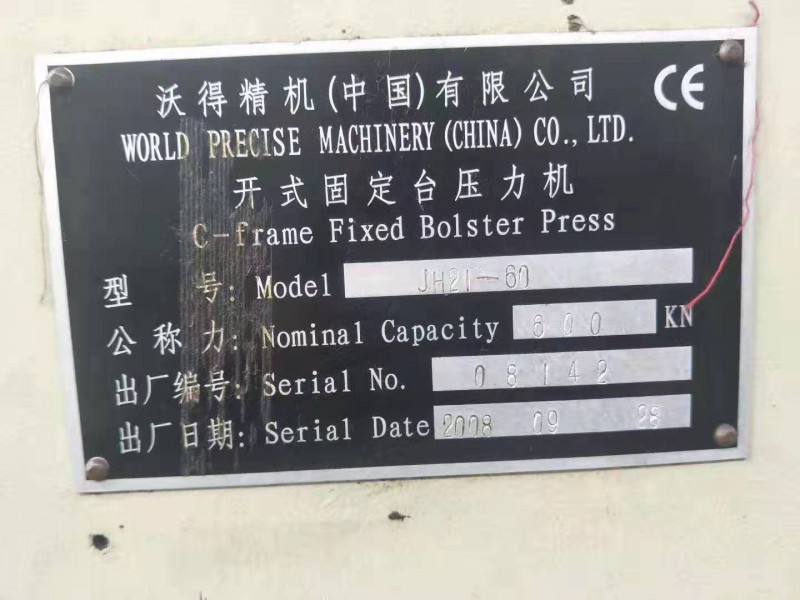 沃得精机(中国)有限公司 CE
WORLD PRECISE MACHINERY (CHINA) CO., LTD.
开式固定台压力机
C-frame Fixed Bolster Press
型 号: Model JH21-60
公 称 力: Nominal Capacity 600 KN
出厂编号: Serial No. 08142
出厂日期: Serial Date 2008 09 28